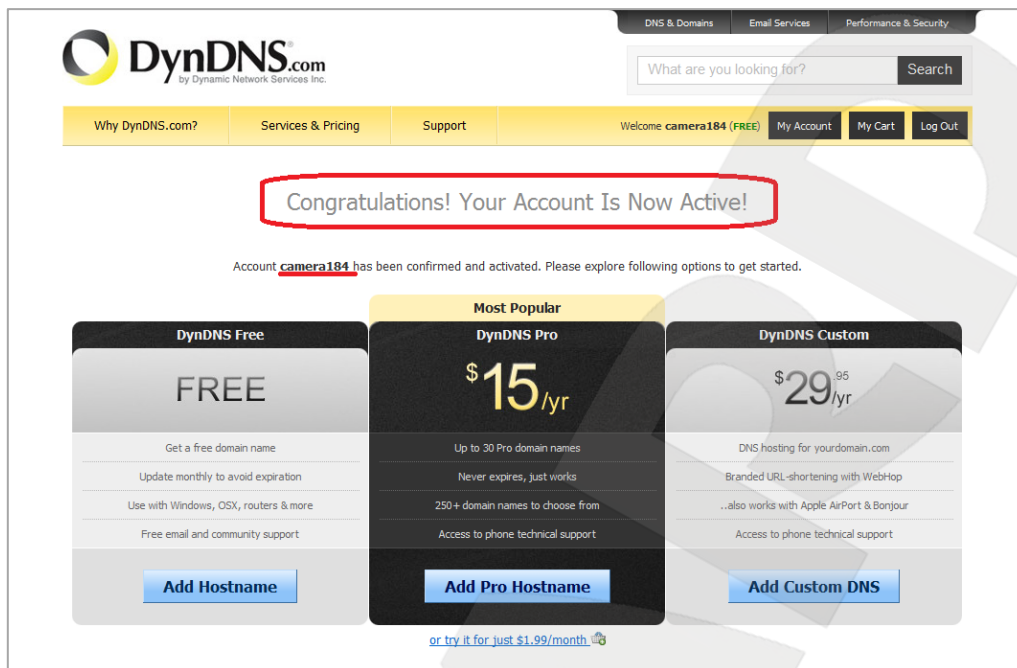 DNS & Domains Email Services Performance & Security
DynDNS.com
by Dynamic Network Services Inc.
What are you looking for? Search
Why DynDNS.com? Services & Pricing Support Welcome camera184 (FREE) My Account My Cart Log Out
Congratulations! Your Account Is Now Active!
Account camera184 has been confirmed and activated. Please explore following options to get started.
Most Popular
DynDNS Free
FREE
Get a free domain name
Update monthly to avoid expiration
Use with Windows, OSX, routers & more
Free email and community support
Add Hostname
DynDNS Pro
$15/yr
Up to 30 Pro domain names
Never expires, just works
250+ domain names to choose from
Access to phone technical support
Add Pro Hostname
or try it for just $1.99/month
DynDNS Custom
$29.95/yr
DNS hosting for yourdomain.com
Branded URL-shortening with WebHop
..also works with Apple AirPort & Bonjour
Access to phone technical support
Add Custom DNS